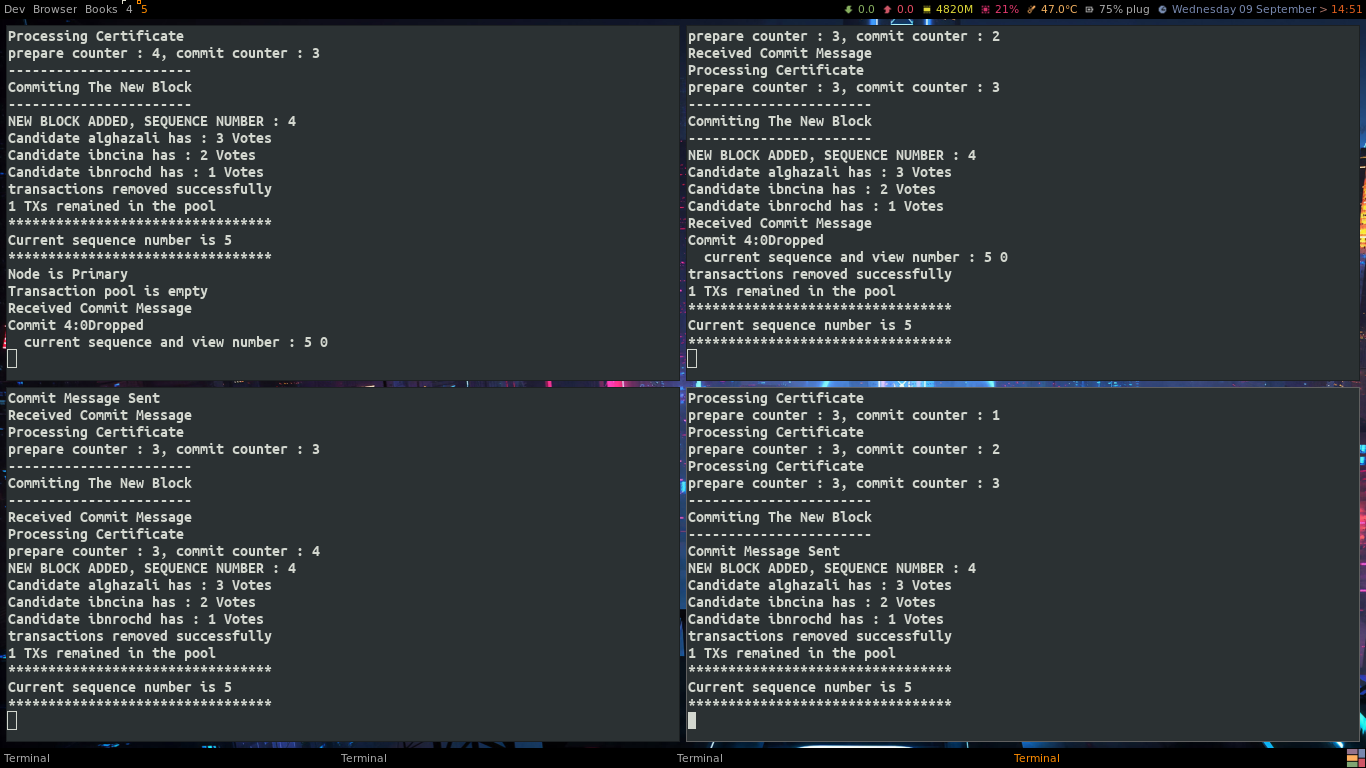 Dev Browser Books 4 5
0.0 0.0 4820M 21% 47.0°C 75% plug Wednesday 09 September > 14:51
Processing Certificate
prepare counter : 4, commit counter : 3
-----------------------
Commiting The New Block
-----------------------
NEW BLOCK ADDED, SEQUENCE NUMBER : 4
Candidate alghazali has : 3 Votes
Candidate ibncina has : 2 Votes
Candidate ibnrochd has : 1 Votes
transactions removed successfully
1 TXs remained in the pool
*********************************
Current sequence number is 5
*********************************
Node is Primary
Transaction pool is empty
Received Commit Message
Commit 4:0Dropped
  current sequence and view number : 5 0
prepare counter : 3, commit counter : 2
Received Commit Message
Processing Certificate
prepare counter : 3, commit counter : 3
-----------------------
Commiting The New Block
-----------------------
NEW BLOCK ADDED, SEQUENCE NUMBER : 4
Candidate alghazali has : 3 Votes
Candidate ibncina has : 2 Votes
Candidate ibnrochd has : 1 Votes
Received Commit Message
Commit 4:0Dropped
  current sequence and view number : 5 0
transactions removed successfully
1 TXs remained in the pool
*********************************
Current sequence number is 5
*********************************
Commit Message Sent
Received Commit Message
Processing Certificate
prepare counter : 3, commit counter : 3
-----------------------
Commiting The New Block
-----------------------
Received Commit Message
Processing Certificate
prepare counter : 3, commit counter : 4
NEW BLOCK ADDED, SEQUENCE NUMBER : 4
Candidate alghazali has : 3 Votes
Candidate ibncina has : 2 Votes
Candidate ibnrochd has : 1 Votes
transactions removed successfully
1 TXs remained in the pool
*********************************
Current sequence number is 5
*********************************
Processing Certificate
prepare counter : 3, commit counter : 1
Processing Certificate
prepare counter : 3, commit counter : 2
Processing Certificate
prepare counter : 3, commit counter : 3
-----------------------
Commiting The New Block
-----------------------
Commit Message Sent
NEW BLOCK ADDED, SEQUENCE NUMBER : 4
Candidate alghazali has : 3 Votes
Candidate ibncina has : 2 Votes
Candidate ibnrochd has : 1 Votes
transactions removed successfully
1 TXs remained in the pool
*********************************
Current sequence number is 5
*********************************
Terminal Terminal Terminal Terminal